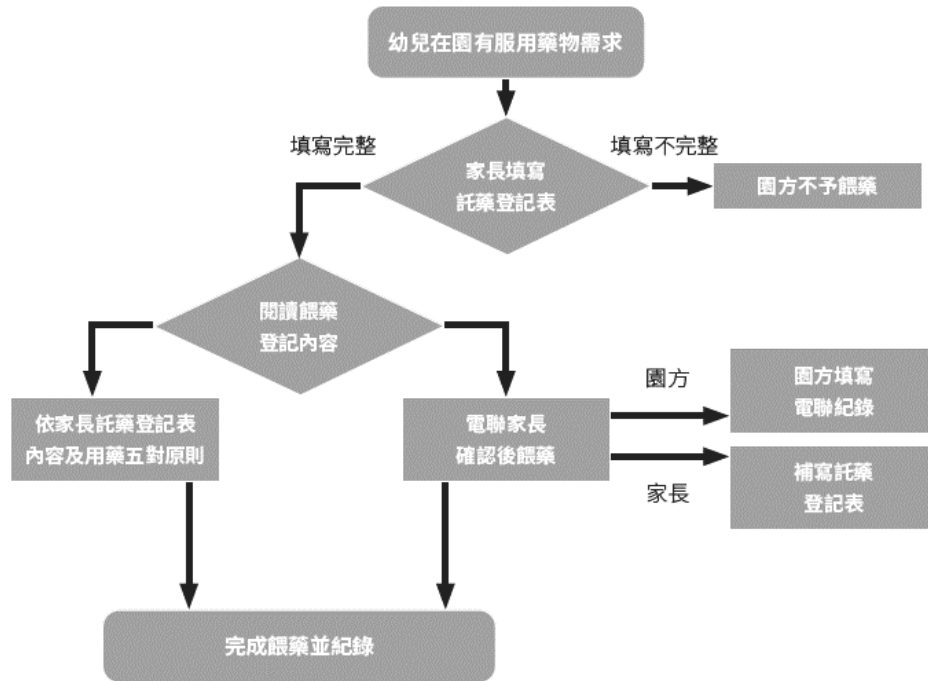 幼兒在園有服用藥物需求
填寫完整
填寫不完整
家長填寫
託藥登記表
園方不予餵藥
閱讀餵藥
登記內容
依家長託藥登記表
內容及用藥五對原則
電聯家長
確認後餵藥
園方
園方填寫
電聯紀錄
家長
補寫託藥
登記表
完成餵藥並紀錄